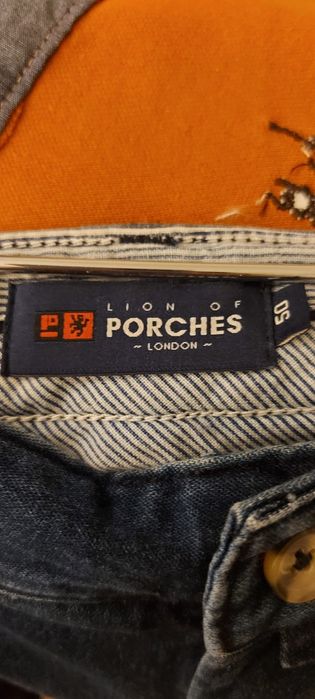 LION OF
PORCHES
~ LONDON ~
50